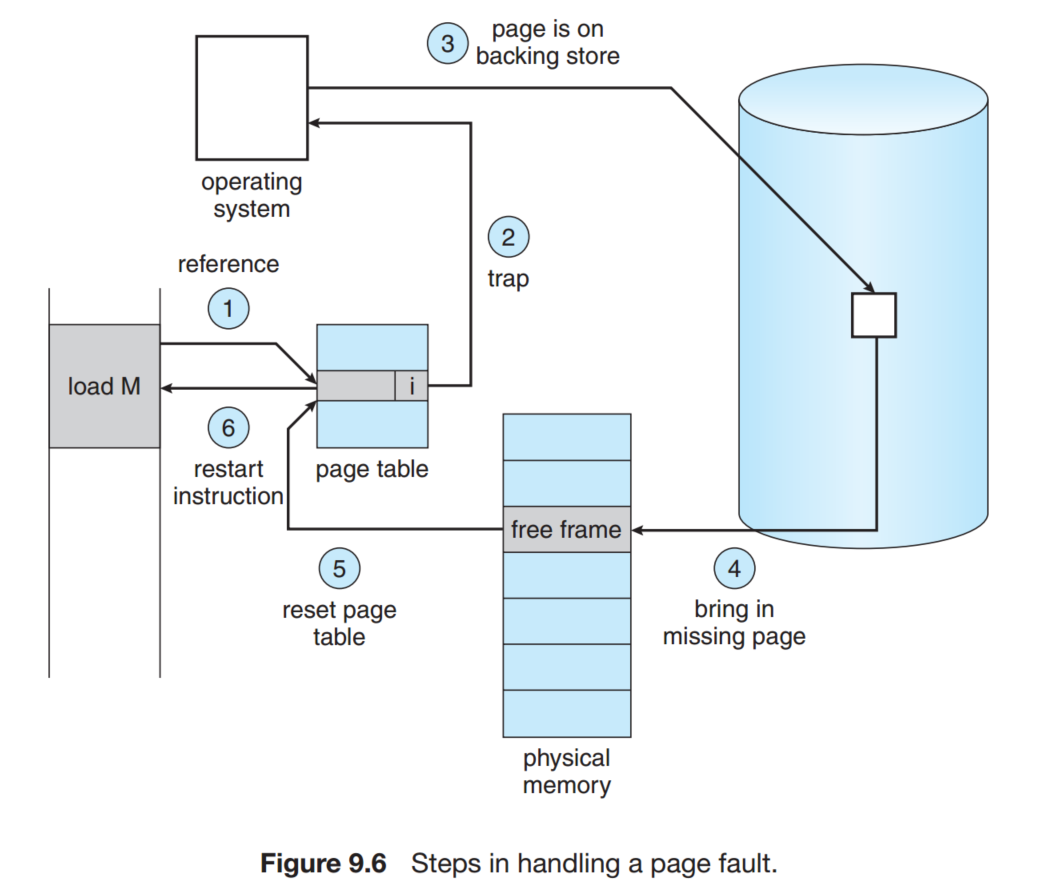 3
page is on
backing store
operating
system
2
trap
reference
1
load M
i
6
restart
instruction
page table
free frame
5
reset page
table
4
bring in
missing page
physical
memory
Figure 9.6 Steps in handling a page fault.